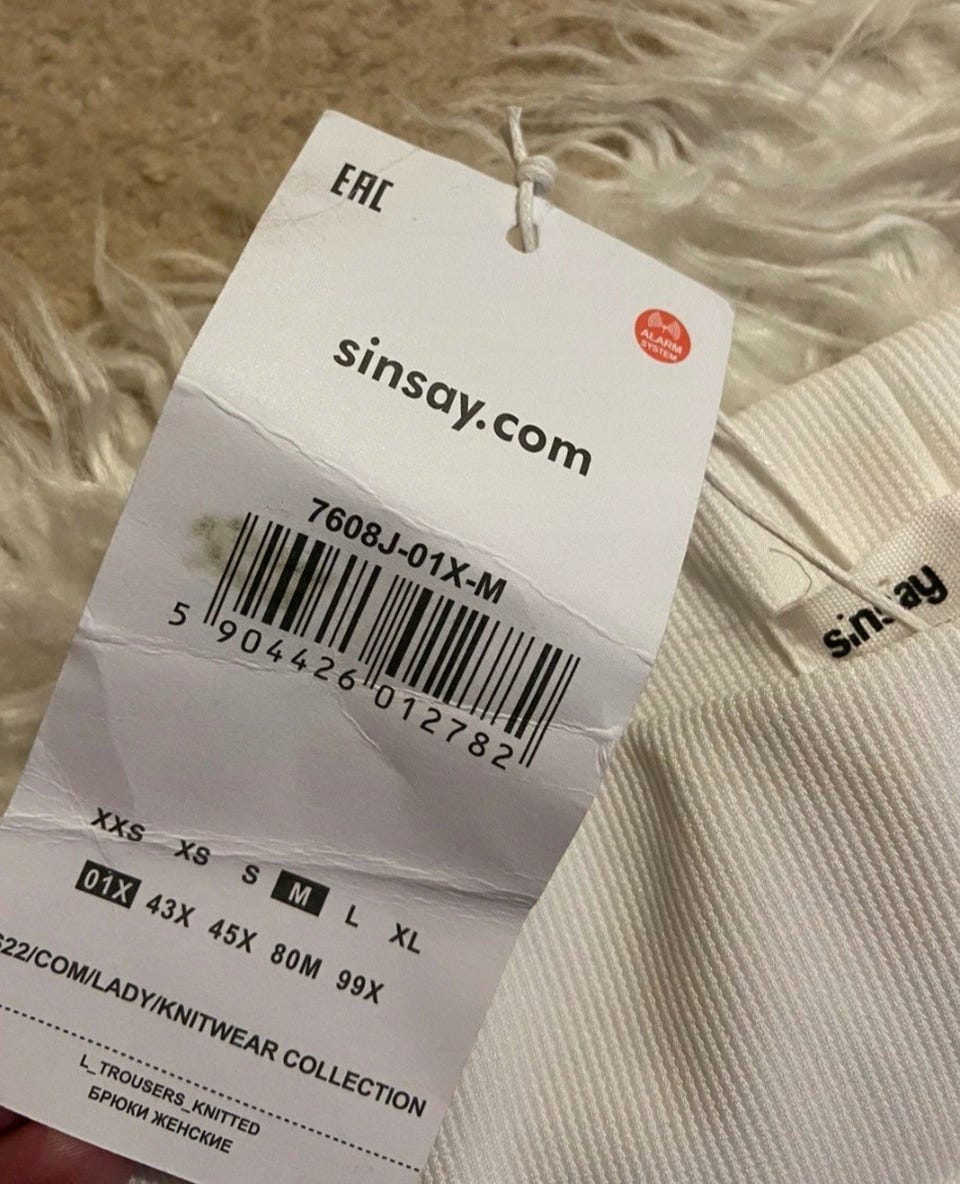 EAC
ALARM
SYSTEM
sinsay.com
7608J-01X-M
5 904426 012782
sinsay
XXS XS S M L XL
01X 43X 45X 80M 99X
S22/COM/LADY/KNITWEAR COLLECTION
L_TROUSERS_KNITTED
БРЮКИ ЖЕНСКИЕ